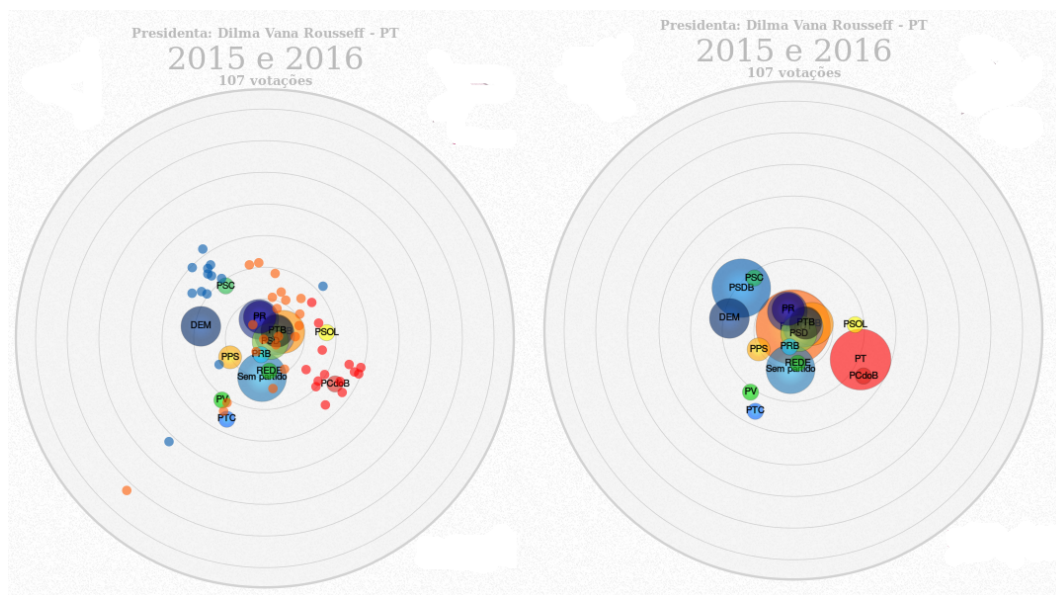 Presidenta: Dilma Vana Rousseff - PT
2015 e 2016
107 votações
PSC
PR
DEM
PTB
PSOL
PSD
PPS
PRB
REDE
Sem partido
PCdoB
PV
PTC
Presidenta: Dilma Vana Rousseff - PT
2015 e 2016
107 votações
PSC
PSDB
PR
DEM
PTB
PSOL
PSD
PRB
PPS
PT
REDE
Sem partido
PCdoB
PV
PTC